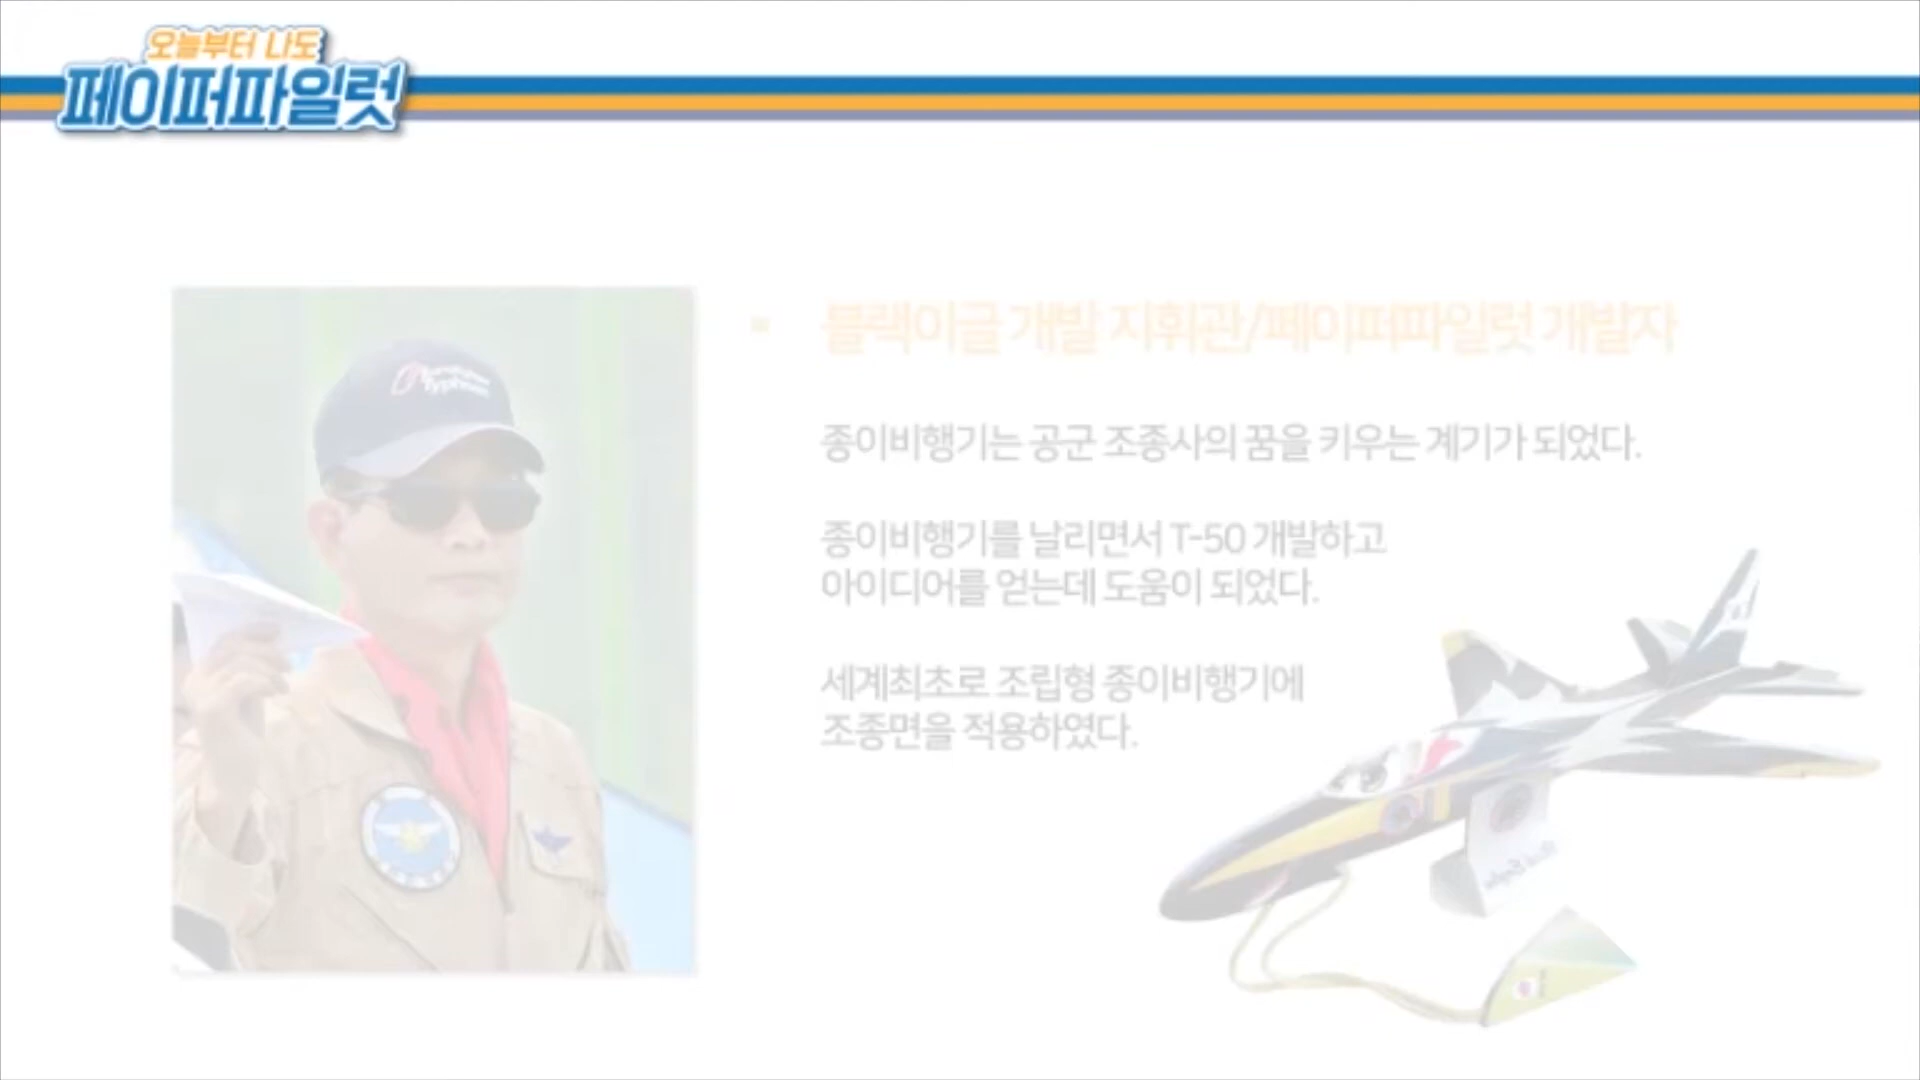 오늘부터 나도
페이퍼파일럿
블랙이글 개발 지휘관/페이퍼파일럿 개발자
종이비행기는 공군 조종사의 꿈을 키우는 계기가 되었다.
종이비행기를 날리면서 T-50 개발하고
아이디어를 얻는데 도움이 되었다.
세계최초로 조립형 종이비행기에
조종면을 적용하였다.
Typhoon